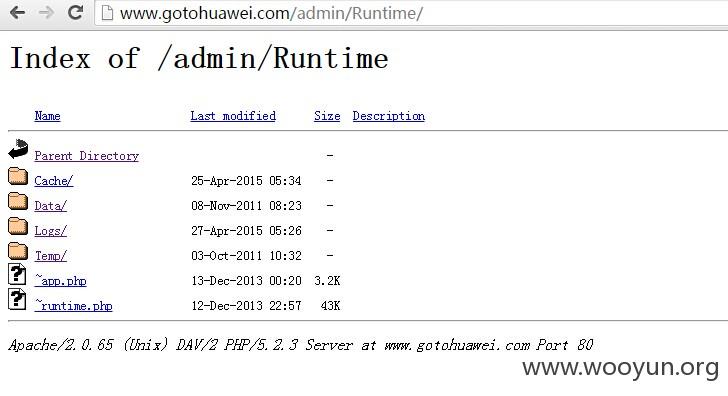 www.gotohuawei.com/admin/Runtime/
Index of /admin/Runtime
Name Last modified Size Description
Parent Directory -
Cache/ 25-Apr-2015 05:34 -
Data/ 08-Nov-2011 08:23 -
Logs/ 27-Apr-2015 05:26 -
Temp/ 03-Oct-2011 10:32 -
~app.php 13-Dec-2013 00:20 3.2K
~runtime.php 12-Dec-2013 22:57 43K
Apache/2.0.65 (Unix) DAV/2 PHP/5.2.3 Server at www.gotohuawei.com Port 80
www.wooyun.org